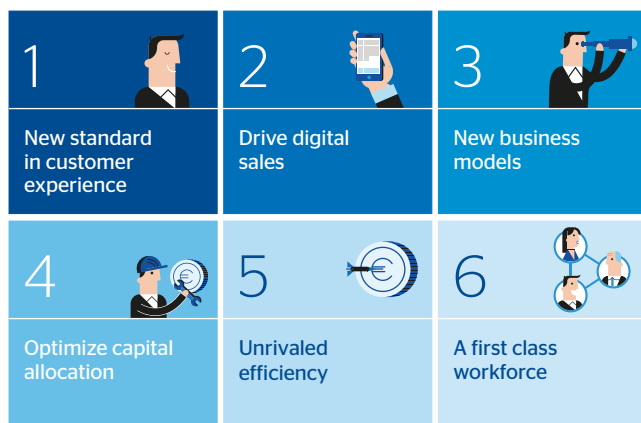 1
New standard
in customer
experience
2
Drive digital
sales
3
New business
models
4
€
Optimize capital
allocation
5
€
Unrivaled
efficiency
6
A first class
workforce